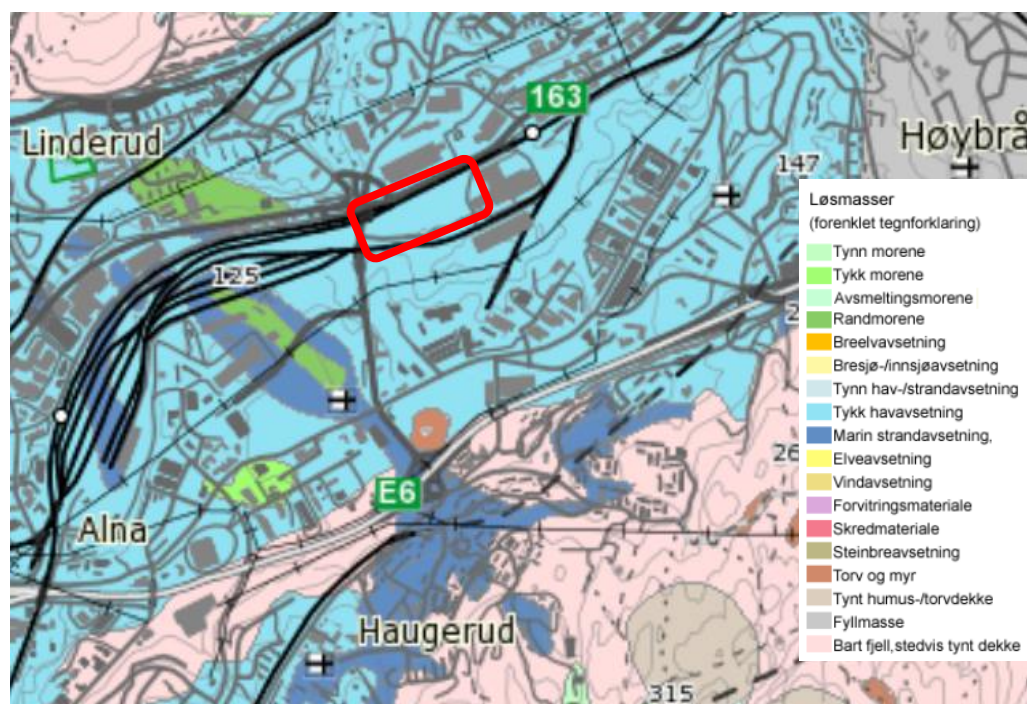 163
Linderud
Høybrå
147
125
E6
26
Alna
Haugerud
315
Løsmasser
(forenklet tegnforklaring)
Tynn morene
Tykk morene
Avsmeltingsmorene
Randmorene
Breelvavsetning
Bresjø-/innsjøavsetning
Tynn hav-/strandavsetning
Tykk havavsetning
Marin strandavsetning,
Elveavsetning
Vindavsetning
Forvitringsmateriale
Skredmateriale
Steinbreavsetning
Torv og myr
Tynt humus-/torvdekke
Fyllmasse
Bart fjell,stedvis tynt dekke